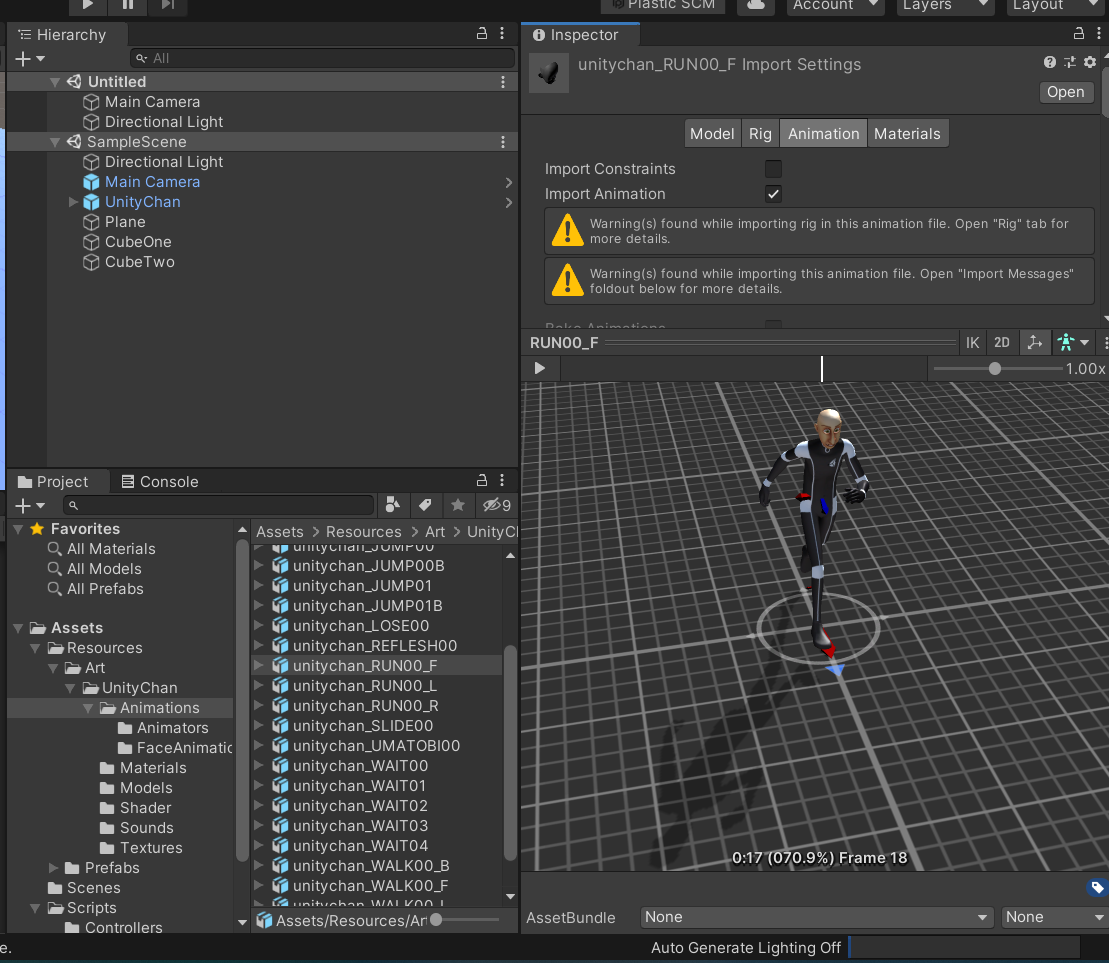 Plastic SCM
Account
Layers
Layout
Hierarchy
All
Untitled
Main Camera
Directional Light
SampleScene
Directional Light
Main Camera
UnityChan
Plane
CubeOne
CubeTwo
Inspector
unitychan_RUN00_F Import Settings
Open
Model Rig Animation Materials
Import Constraints
Import Animation
Warning(s) found while importing rig in this animation file. Open "Rig" tab for
more details.
Warning(s) found while importing this animation file. Open "Import Messages"
foldout below for more details.
Bake Animations
RUN00_F
IK 2D
1.00x
0:17 (070.9%) Frame 18
AssetBundle None None
Project Console
9
Favorites
All Materials
All Models
All Prefabs
Assets
Resources
Art
UnityChan
Animations
Animators
FaceAnimatic
Materials
Models
Shader
Sounds
Textures
Prefabs
Scenes
Scripts
Controllers
Assets > Resources > Art > UnityCh
unitychan_JUMP00
unitychan_JUMP00B
unitychan_JUMP01
unitychan_JUMP01B
unitychan_LOSE00
unitychan_REFLESH00
unitychan_RUN00_F
unitychan_RUN00_L
unitychan_RUN00_R
unitychan_SLIDE00
unitychan_UMATOBI00
unitychan_WAIT00
unitychan_WAIT01
unitychan_WAIT02
unitychan_WAIT03
unitychan_WAIT04
unitychan_WALK00_B
unitychan_WALK00_F
unitychan_WALK00_L
Assets/Resources/Art
e.
Auto Generate Lighting Off